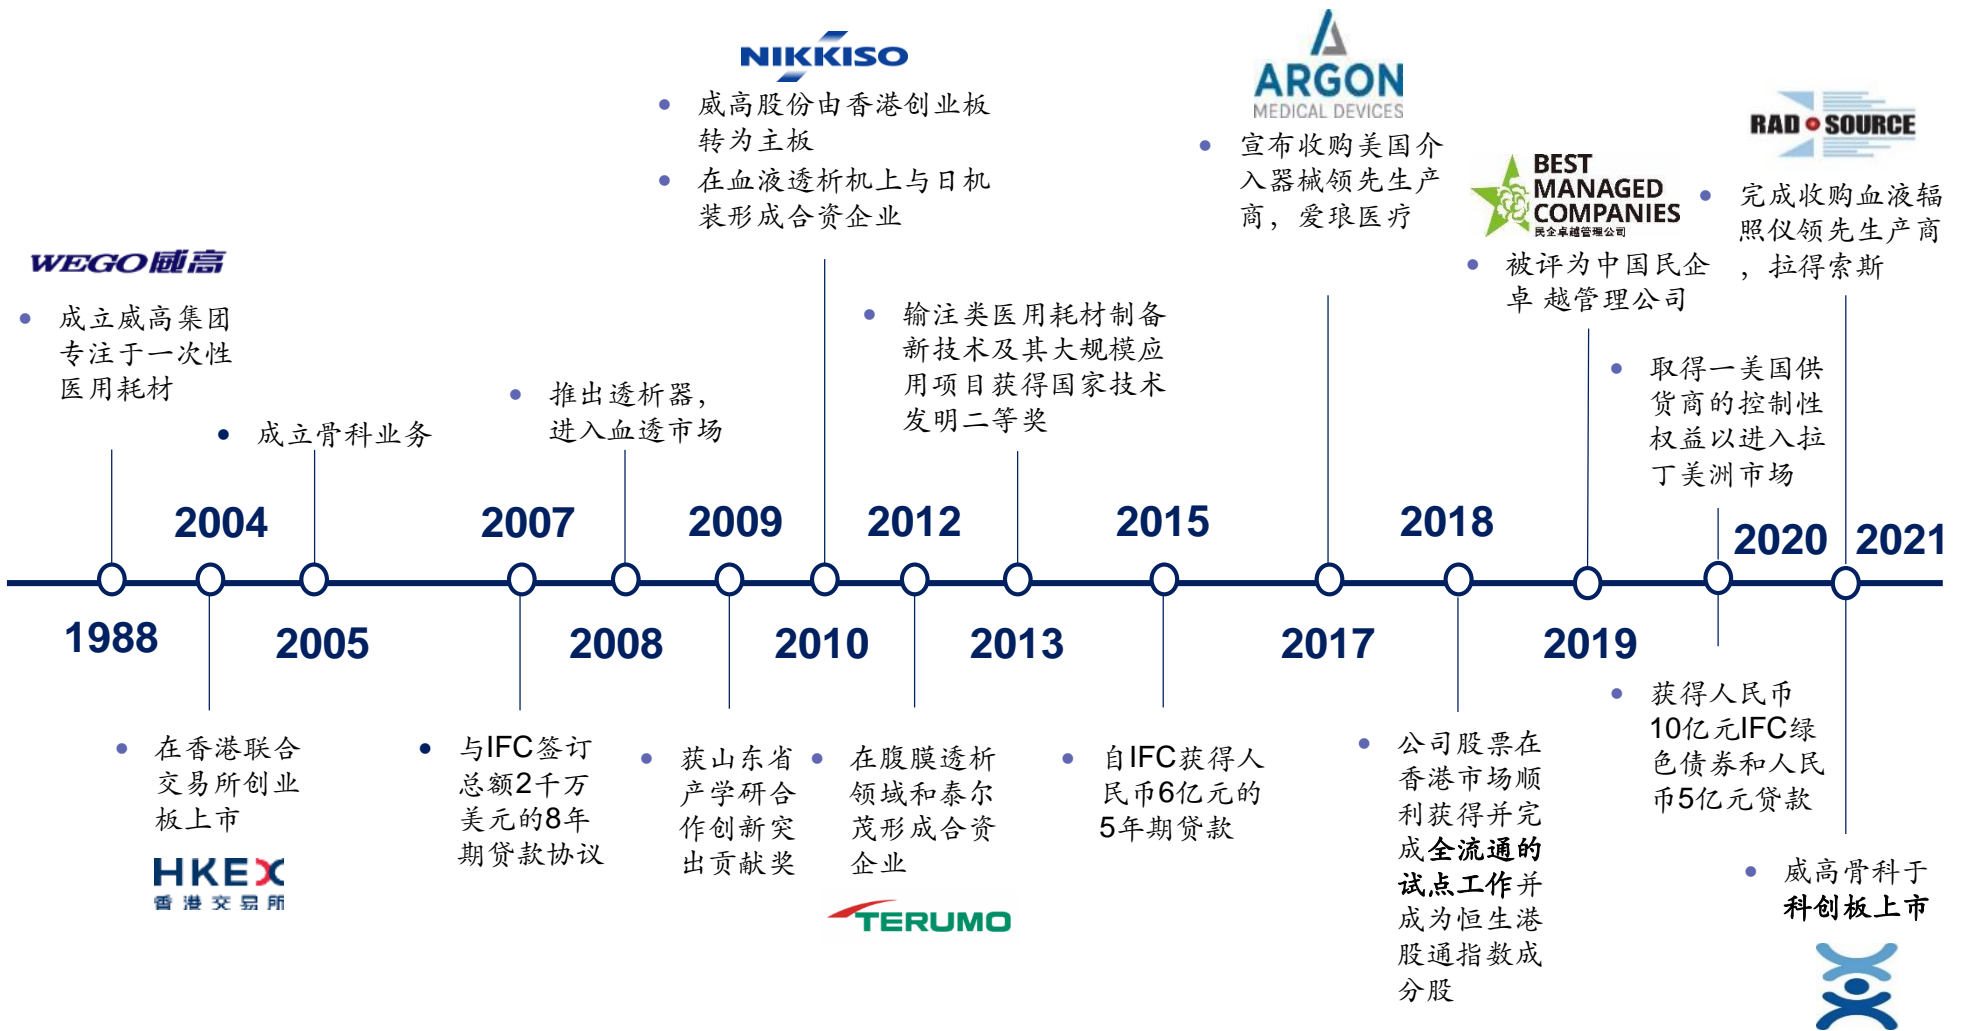 NIKKISO
威高股份由香港创业板
转为主板
在血液透析机上与日机
装形成合资企业
ARGON
MEDICAL DEVICES
宣布收购美国介
入器械领先生产
商，爱琅医疗
BEST
MANAGED
COMPANIES
民企卓越管理公司
被评为中国民企
卓 越管理公司
RAD SOURCE
完成收购血液辐
照仪领先生产商
，拉得索斯
WEGO威高
成立威高集团
专注于一次性
医用耗材
成立骨科业务
推出透析器，
进入血透市场
输注类医用耗材制备
新技术及其大规模应
用项目获得国家技术
发明二等奖
取得一美国供
货商的控制性
权益以进入拉
丁美洲市场
2004
2007
2009
2012
2015
2018
2020
2021
1988
2005
2008
2010
2013
2017
2019
在香港联合
交易所创业
板上市
HKEX
香港交易所
与IFC签订
总额2千万
美元的8年
期贷款协议
获山东省
产学研合
作创新突
出贡献奖
在腹膜透析
领域和泰尔
茂形成合资
企业
TERUMO
自IFC获得人
民币6亿元的
5年期贷款
公司股票在
香港市场顺
利获得并完
成全流通的
试点工作并
成为恒生港
股通指数成
分股
获得人民币
10亿元IFC绿
色债券和人民
币5亿元贷款
威高骨科于
科创板上市